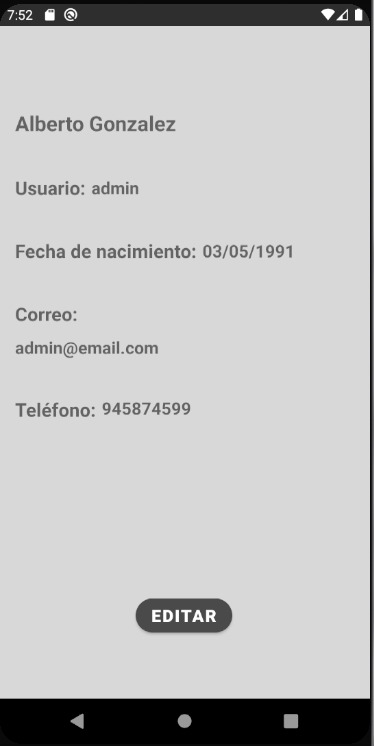 7:52
Alberto Gonzalez
Usuario: admin
Fecha de nacimiento: 03/05/1991
Correo:
admin@email.com
Teléfono: 945874599
EDITAR